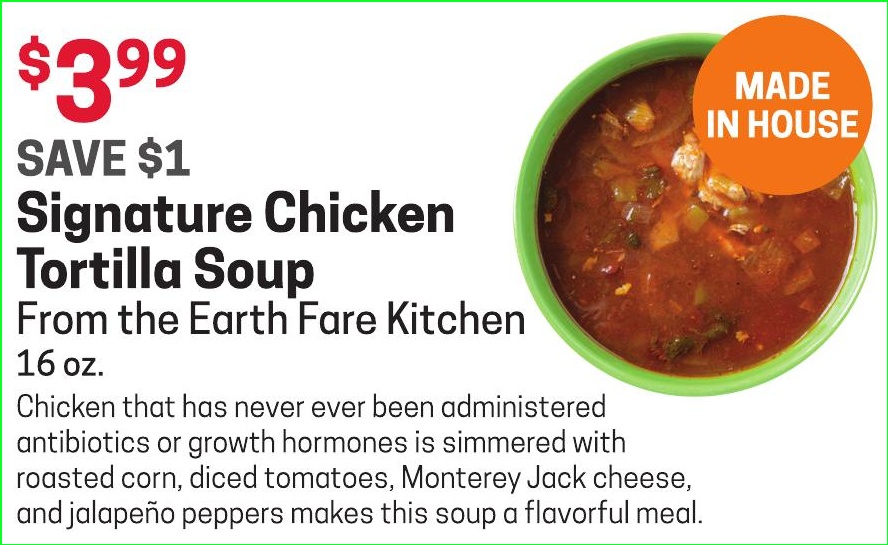 $3.99
SAVE $1
Signature Chicken
Tortilla Soup
From the Earth Fare Kitchen
16 oz.
Chicken that has never ever been administered
antibiotics or growth hormones is simmered with
roasted corn, diced tomatoes, Monterey Jack cheese,
and jalapeño peppers makes this soup a flavorful meal.
MADE
IN HOUSE